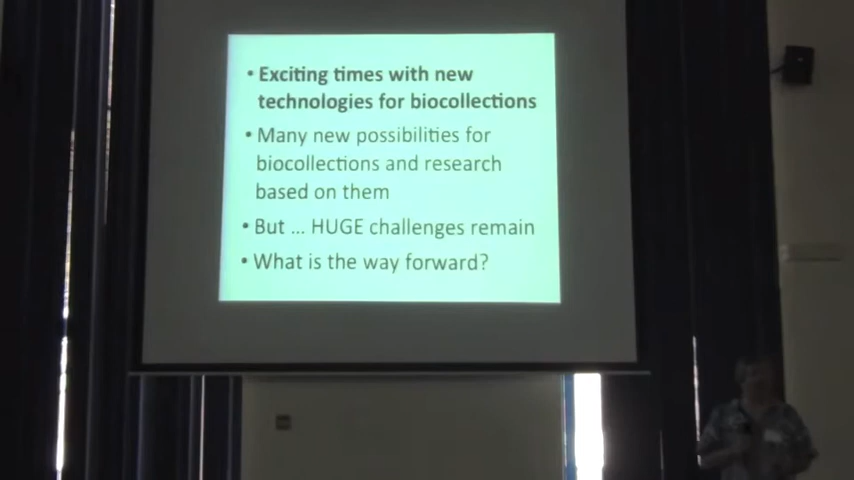 • Exciting times with new
technologies for biocollections
• Many new possibilities for
biocollections and research
based on them
• But ... HUGE challenges remain
• What is the way forward?